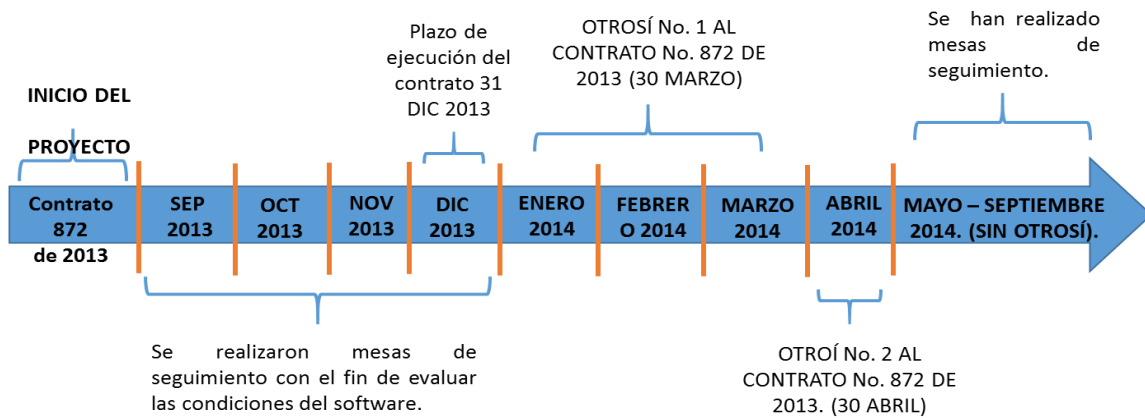 INICIO DEL
PROYECTO
Plazo de
ejecución del
contrato 31
DIC 2013
OTROSÍ No. 1 AL
CONTRATO No. 872 DE
2013 (30 MARZO)
Se han realizado
mesas de
seguimiento.
Contrato
872
de 2013
SEP
2013
OCT
2013
NOV
2013
DIC
2013
ENERO
2014
FEBRER
O 2014
MARZO
2014
ABRIL
2014
MAYO – SEPTIEMBRE
2014. (SIN OTROSÍ).
Se realizaron mesas de
seguimiento con el fin de evaluar
las condiciones del software.
OTROÍ No. 2 AL
CONTRATO No. 872 DE
2013. (30 ABRIL)